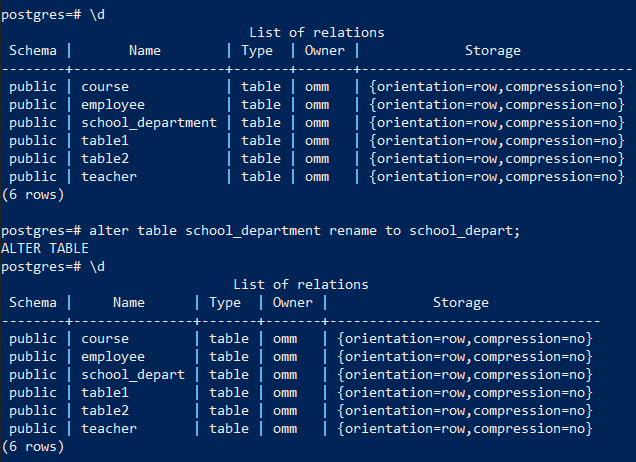 postgres=# \d
                               List of relations
 Schema |       Name        | Type  | Owner |             Storage
--------+-------------------+-------+-------+----------------------------------
 public | course            | table | omm   | {orientation=row,compression=no}
 public | employee          | table | omm   | {orientation=row,compression=no}
 public | school_department | table | omm   | {orientation=row,compression=no}
 public | table1            | table | omm   | {orientation=row,compression=no}
 public | table2            | table | omm   | {orientation=row,compression=no}
 public | teacher           | table | omm   | {orientation=row,compression=no}
(6 rows)
postgres=# alter table school_department rename to school_depart;
ALTER TABLE
postgres=# \d
                             List of relations
 Schema |     Name      | Type  | Owner |             Storage
--------+---------------+-------+-------+----------------------------------
 public | course        | table | omm   | {orientation=row,compression=no}
 public | employee      | table | omm   | {orientation=row,compression=no}
 public | school_depart | table | omm   | {orientation=row,compression=no}
 public | table1        | table | omm   | {orientation=row,compression=no}
 public | table2        | table | omm   | {orientation=row,compression=no}
 public | teacher       | table | omm   | {orientation=row,compression=no}
(6 rows)